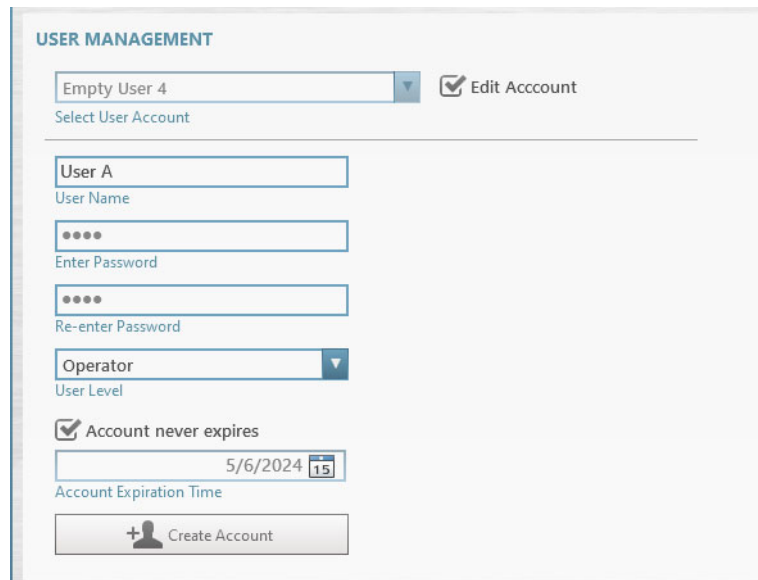 USER MANAGEMENT
Empty User 4
Edit Acccount
Select User Account
User A
User Name
••••
Enter Password
••••
Re-enter Password
Operator
User Level
Account never expires
5/6/2024 15
Account Expiration Time
Create Account